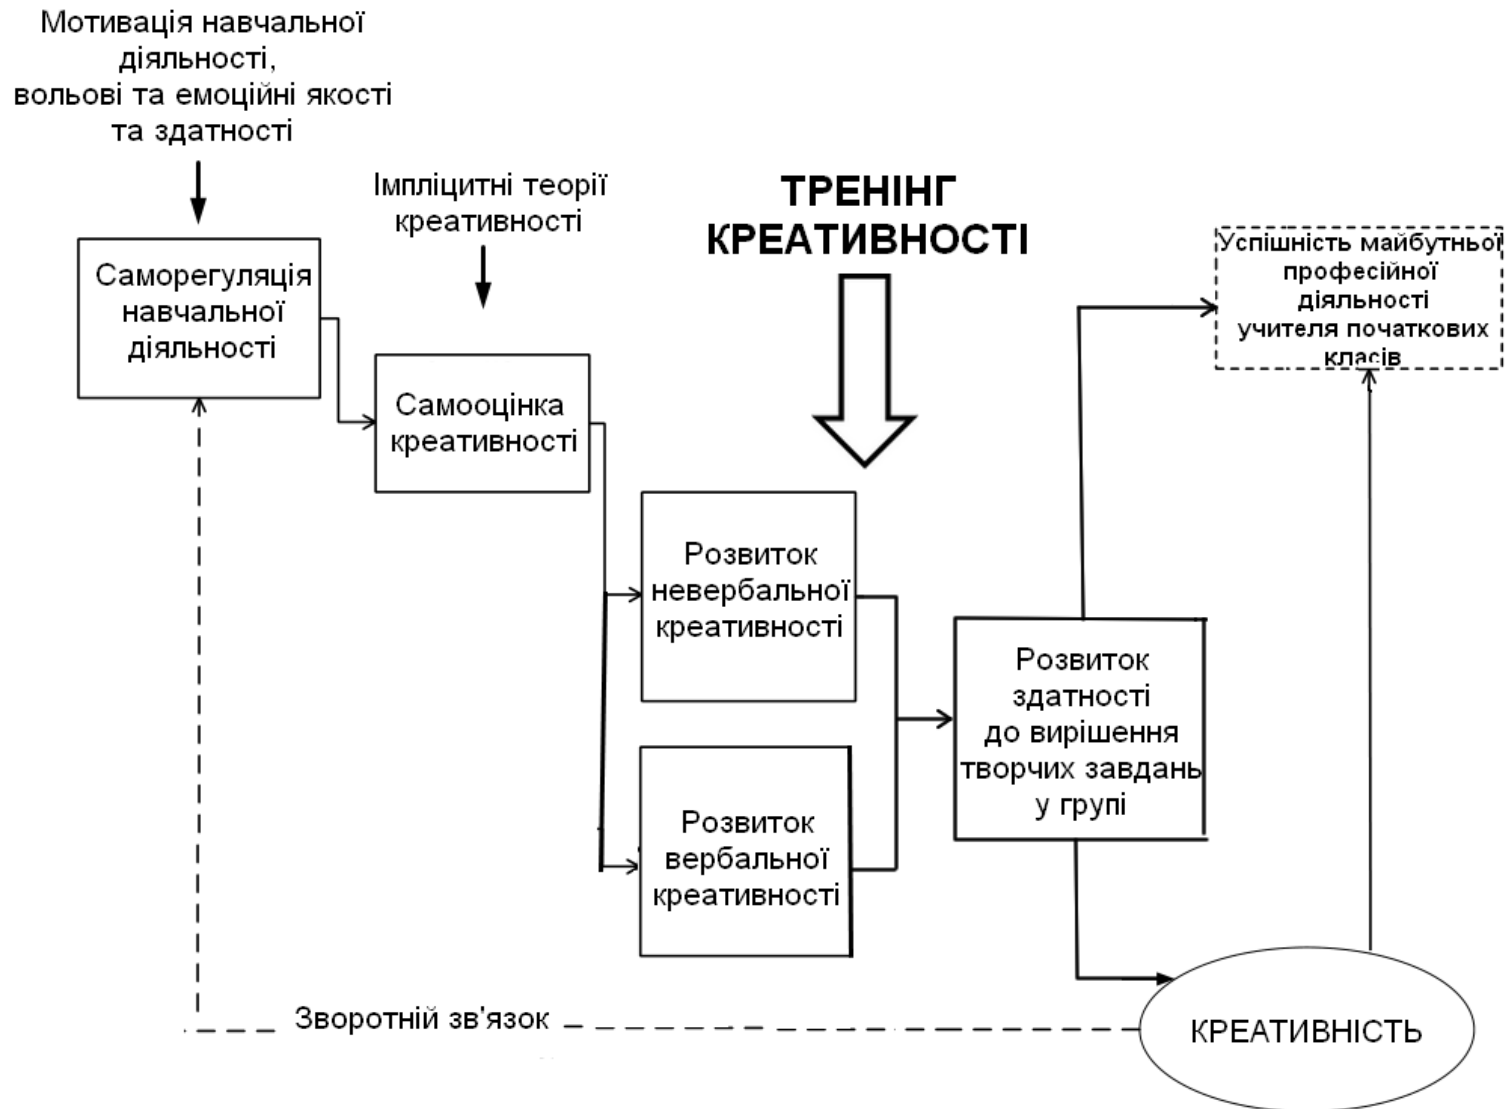 Мотивація навчальної
діяльності,
вольові та емоційні якості
та здатності
Імпліцитні теорії
креативності
ТРЕНІНГ
КРЕАТИВНОСТІ
Успішність майбутньої
професійної
діяльності
учителя початкових
класів
Саморегуляція
навчальної
діяльності
Самооцінка
креативності
Розвиток
невербальної
креативності
Розвиток
здатності
до вирішення
творчих завдань
у групі
Розвиток
вербальної
креативності
Зворотній зв'язок
КРЕАТИВНІСТЬ